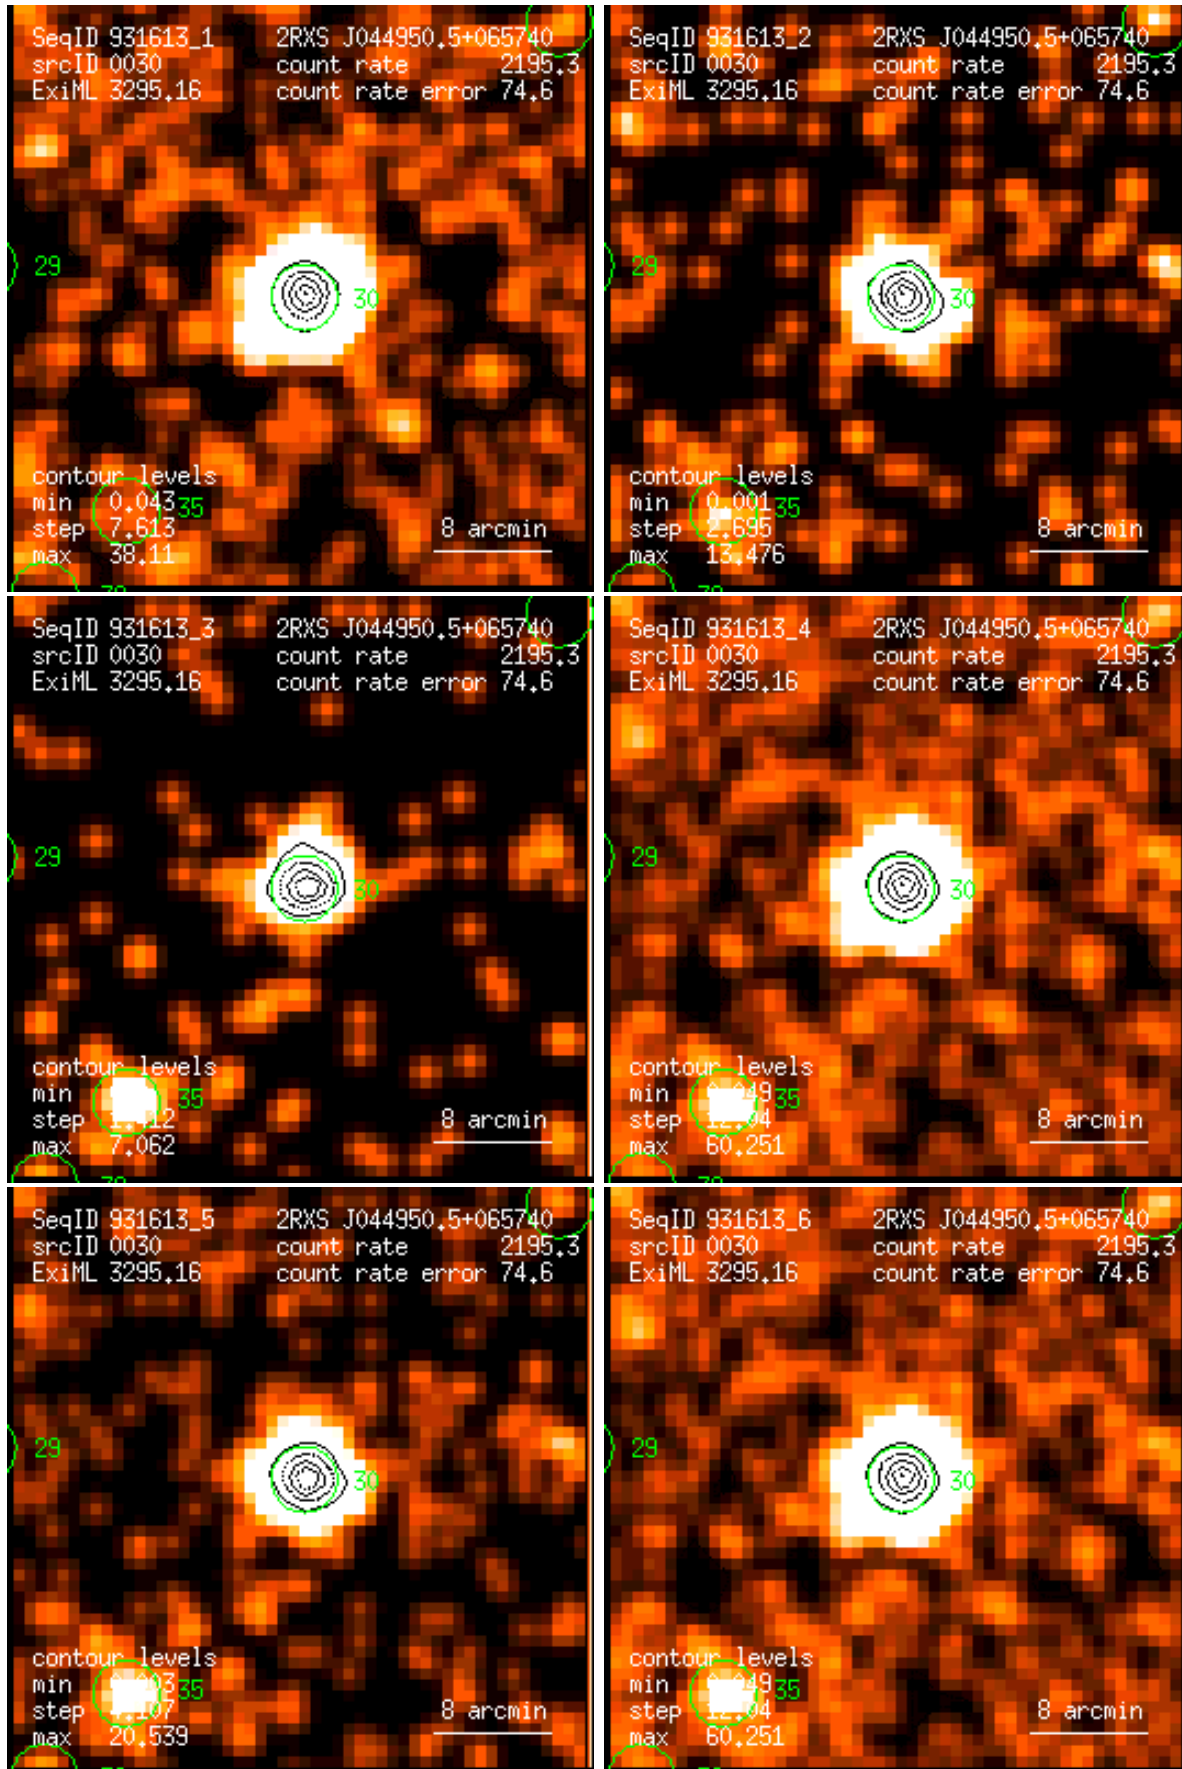 SeqID 931613_1 2RXS J044950.5+065740
srcID 0030 count rate 2195.3
ExiML 3295.16 count rate error 74.6
29
30
contour levels
min 0.043
35
step 7.613
8 arcmin
max 38.11
SeqID 931613_2 2RXS J044950.5+065740
srcID 0030 count rate 2195.3
ExiML 3295.16 count rate error 74.6
29
30
contour levels
min 0.001
35
step 2.695
8 arcmin
max 13.476
SeqID 931613_3 2RXS J044950.5+065740
srcID 0030 count rate 2195.3
ExiML 3295.16 count rate error 74.6
29
30
contour levels
min
35
step 1.412
8 arcmin
max 7.062
SeqID 931613_4 2RXS J044950.5+065740
srcID 0030 count rate 2195.3
ExiML 3295.16 count rate error 74.6
29
30
contour levels
min
35
step 12.04
8 arcmin
max 60.251
SeqID 931613_5 2RXS J044950.5+065740
srcID 0030 count rate 2195.3
ExiML 3295.16 count rate error 74.6
29
30
contour levels
min
35
step 4.107
8 arcmin
max 20.539
SeqID 931613_6 2RXS J044950.5+065740
srcID 0030 count rate 2195.3
ExiML 3295.16 count rate error 74.6
29
30
contour levels
min
35
step 12.04
8 arcmin
max 60.251